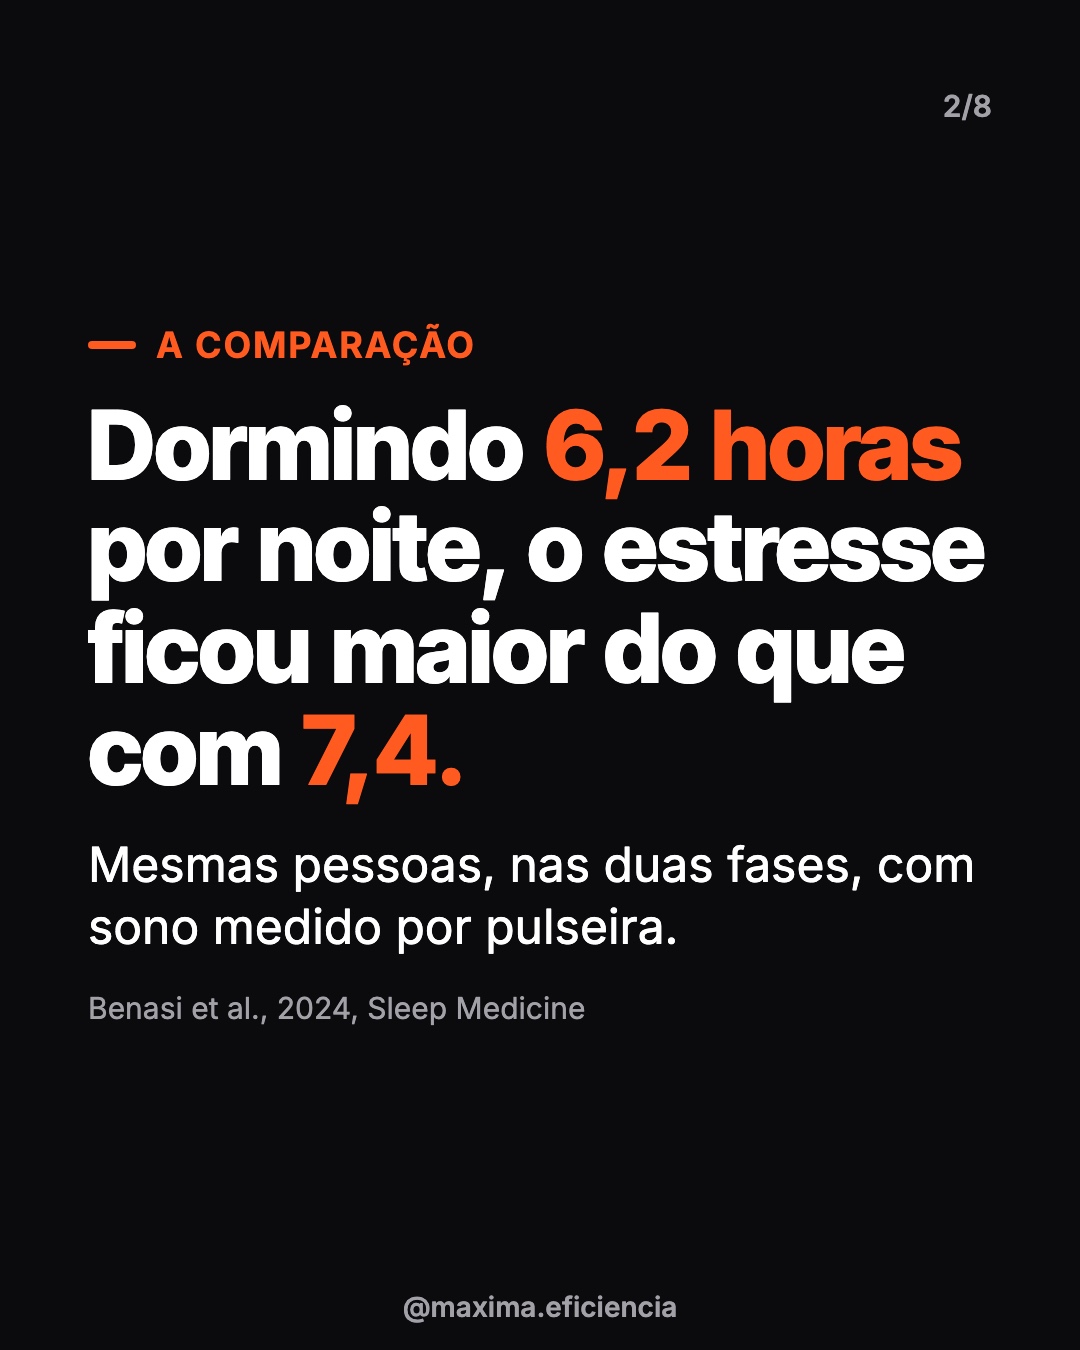 2/8
A COMPARAÇÃO
Dormindo 6,2 horas
por noite, o estresse
ficou maior do que
com 7,4.
Mesmas pessoas, nas duas fases, com
sono medido por pulseira.
Benasi et al., 2024, Sleep Medicine
@maxima.eficiencia